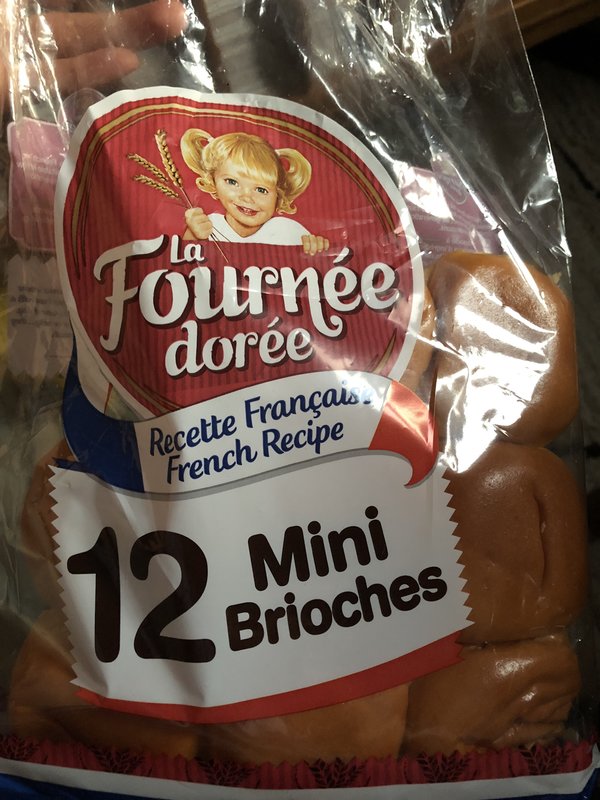 La
Fournée
dorée
Recette Française
French Recipe
12
Mini
Brioches